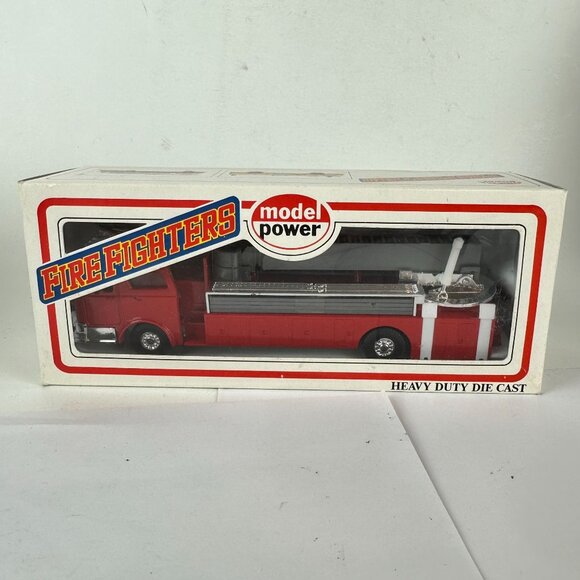 FIRE FIGHTERS
model
power
HEAVY DUTY DIE CAST